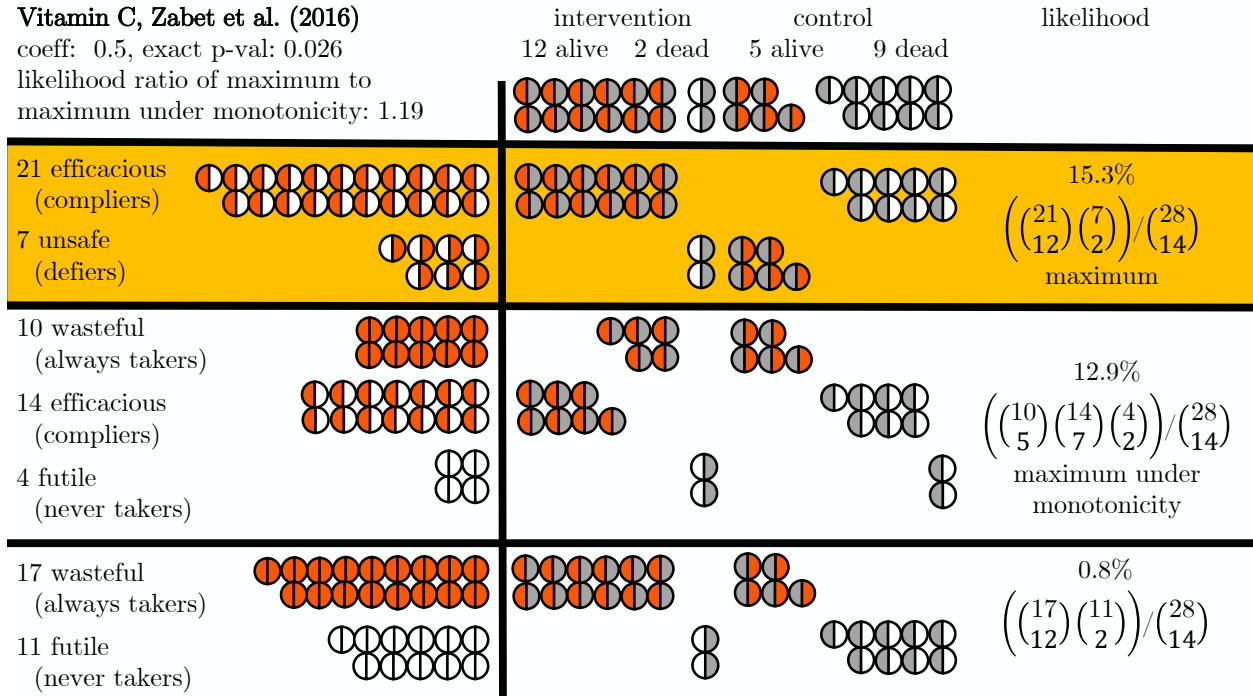 Vitamin C, Zabet et al. (2016)
coeff: 0.5, exact p-val: 0.026
likelihood ratio of maximum to
maximum under monotonicity: 1.19
intervention control likelihood
12 alive 2 dead 5 alive 9 dead
21 efficacious
(compliers)
7 unsafe
(defiers)
15.3%
((21 12)(7 2))/(28 14)
maximum
10 wasteful
(always takers)
14 efficacious
(compliers)
4 futile
(never takers)
12.9%
((10 5)(14 7)(4 2))/(28 14)
maximum under
monotonicity
17 wasteful
(always takers)
11 futile
(never takers)
0.8%
((17 12)(11 2))/(28 14)